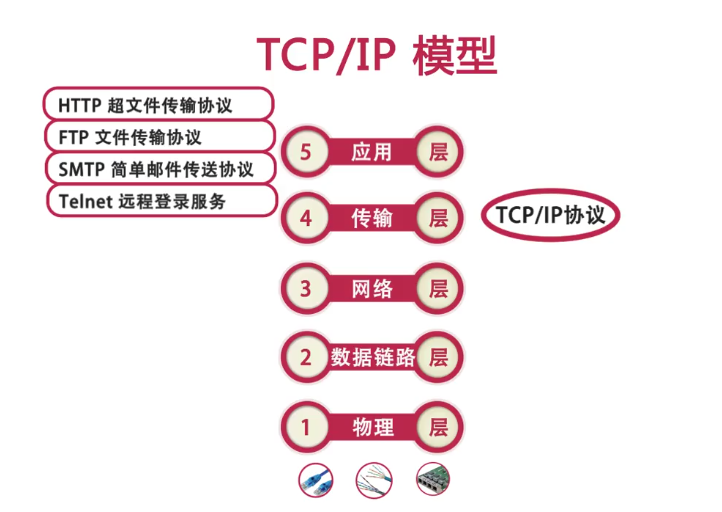 TCP/IP 模型
HTTP 超文件传输协议
FTP 文件传输协议
SMTP 简单邮件传送协议
Telnet 远程登录服务
5 应用 层
4 传输 层
TCP/IP协议
3 网络 层
2 数据链路 层
1 物理 层